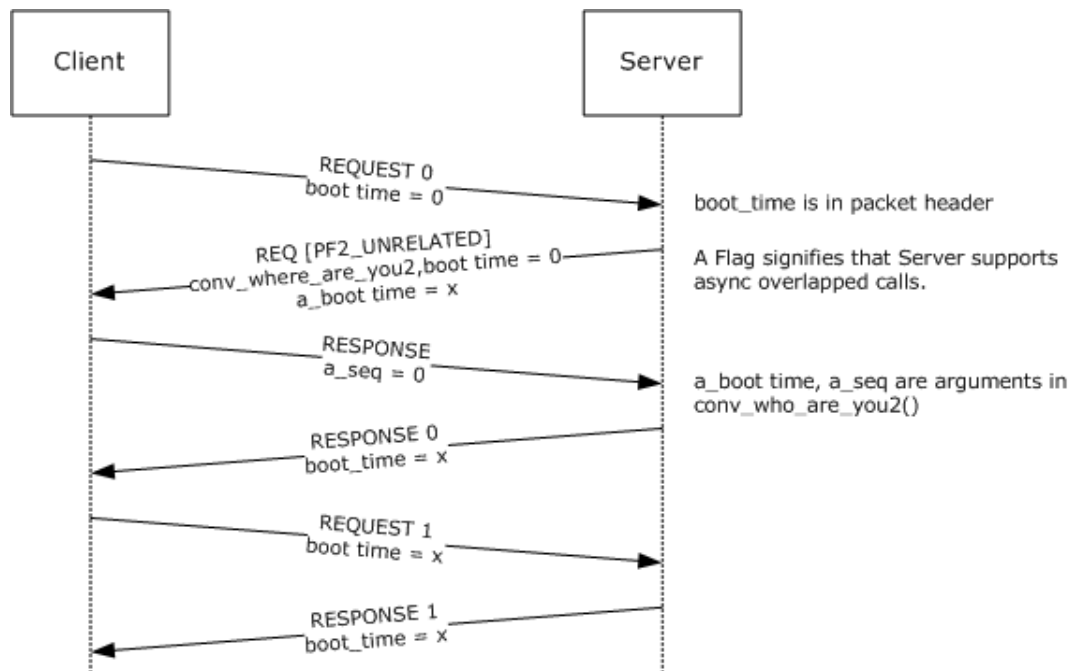 Client
Server
REQUEST 0
boot time = 0
boot_time is in packet header
REQ [PF2_UNRELATED]
conv_where_are_you2,boot time = 0
a_boot time = x
A Flag signifies that Server supports
async overlapped calls.
RESPONSE
a_seq = 0
a_boot time, a_seq are arguments in
conv_who_are_you2()
RESPONSE 0
boot_time = x
REQUEST 1
boot time = x
RESPONSE 1
boot_time = x